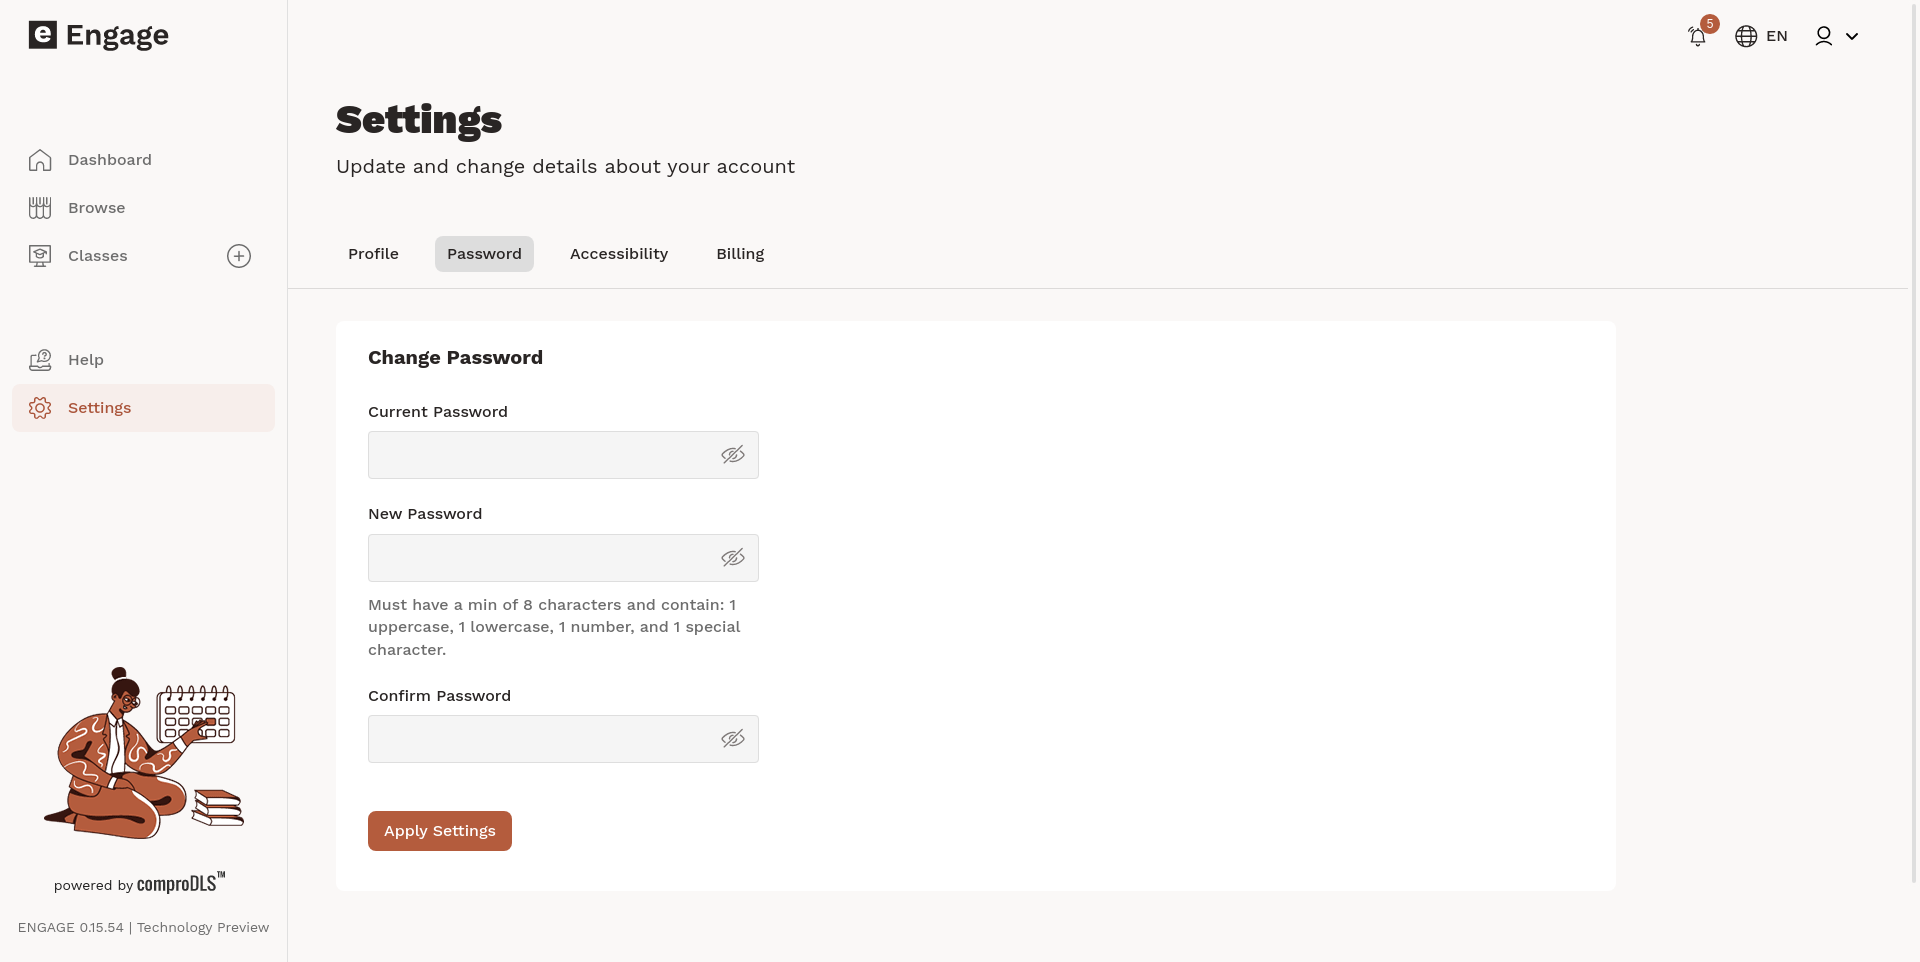 e Engage
5
EN
Settings
Update and change details about your account
Dashboard
Browse
Classes
Help
Settings
Profile
Password
Accessibility
Billing
Change Password
Current Password
New Password
Must have a min of 8 characters and contain: 1
uppercase, 1 lowercase, 1 number, and 1 special
character.
Confirm Password
Apply Settings
powered by comproDLS™
ENGAGE 0.15.54 | Technology Preview